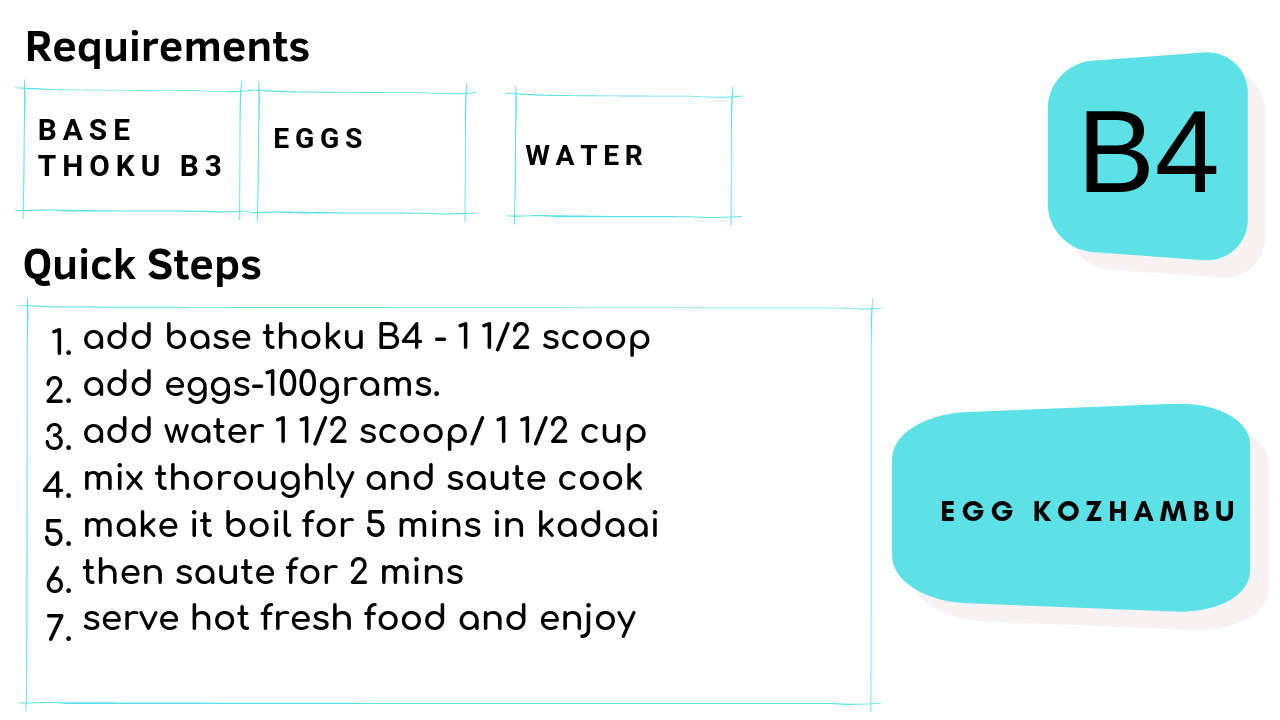 Requirements
BASE
THOKU B3
EGGS
WATER
B4
Quick Steps
1. add base thoku B4 - 1 1/2 scoop
2. add eggs-100grams.
3. add water 1 1/2 scoop/ 1 1/2 cup
4. mix thoroughly and saute cook
5. make it boil for 5 mins in kadaai
6. then saute for 2 mins
7. serve hot fresh food and enjoy
EGG KOZHAMBU